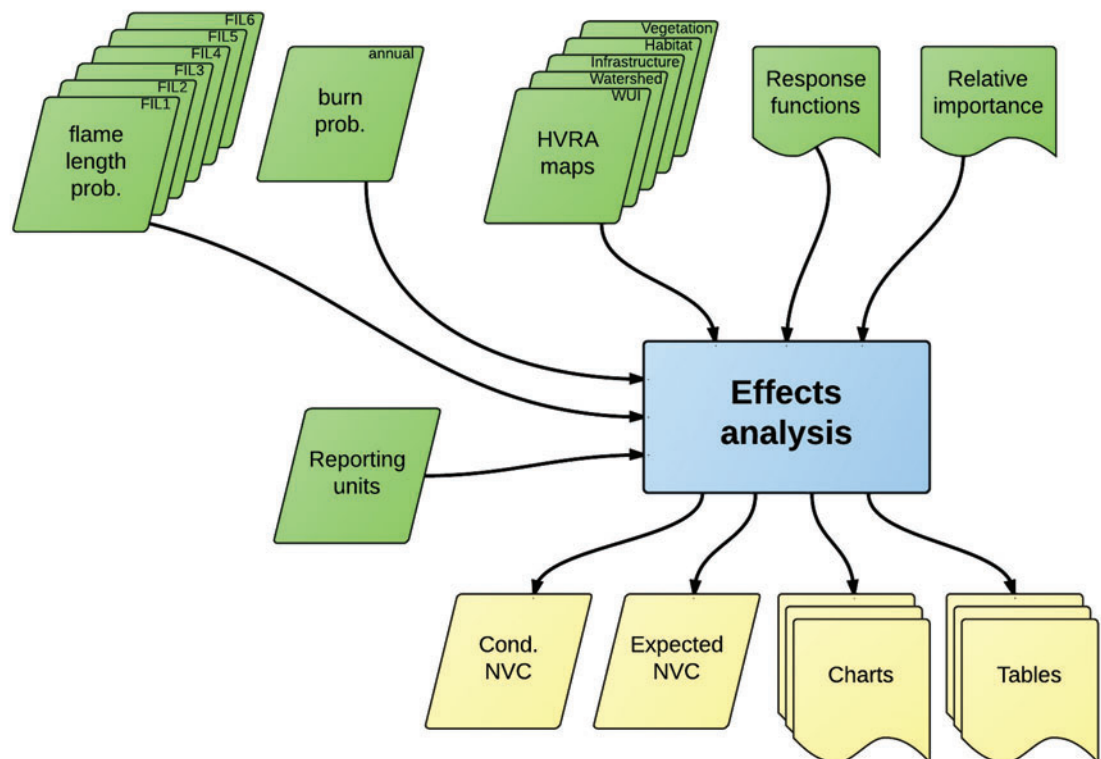 FIL6
FIL5
FIL4
FIL3
FIL2
FIL1
flame
length
prob.
annual
burn
prob.
Vegetation
Habitat
Infrastructure
Watershed
WUI
HVRA
maps
Response
functions
Relative
importance
Effects
analysis
Reporting
units
Cond.
NVC
Expected
NVC
Charts
Tables